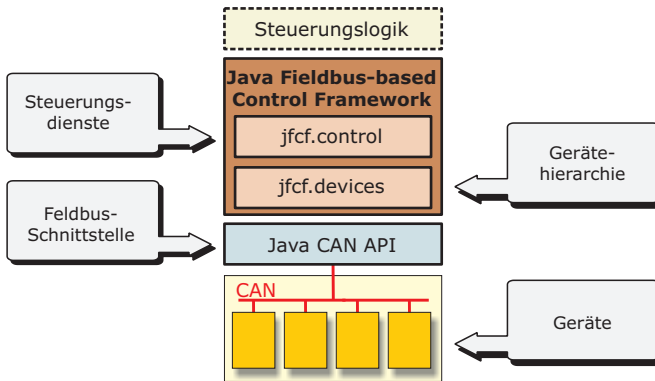 Steuerungslogik
Java Fieldbus-based
Control Framework
jfcf.control
jfcf.devices
Java CAN API
CAN
Steuerungs-
dienste
Feldbus-
Schnittstelle
Geräte-
hierarchie
Geräte